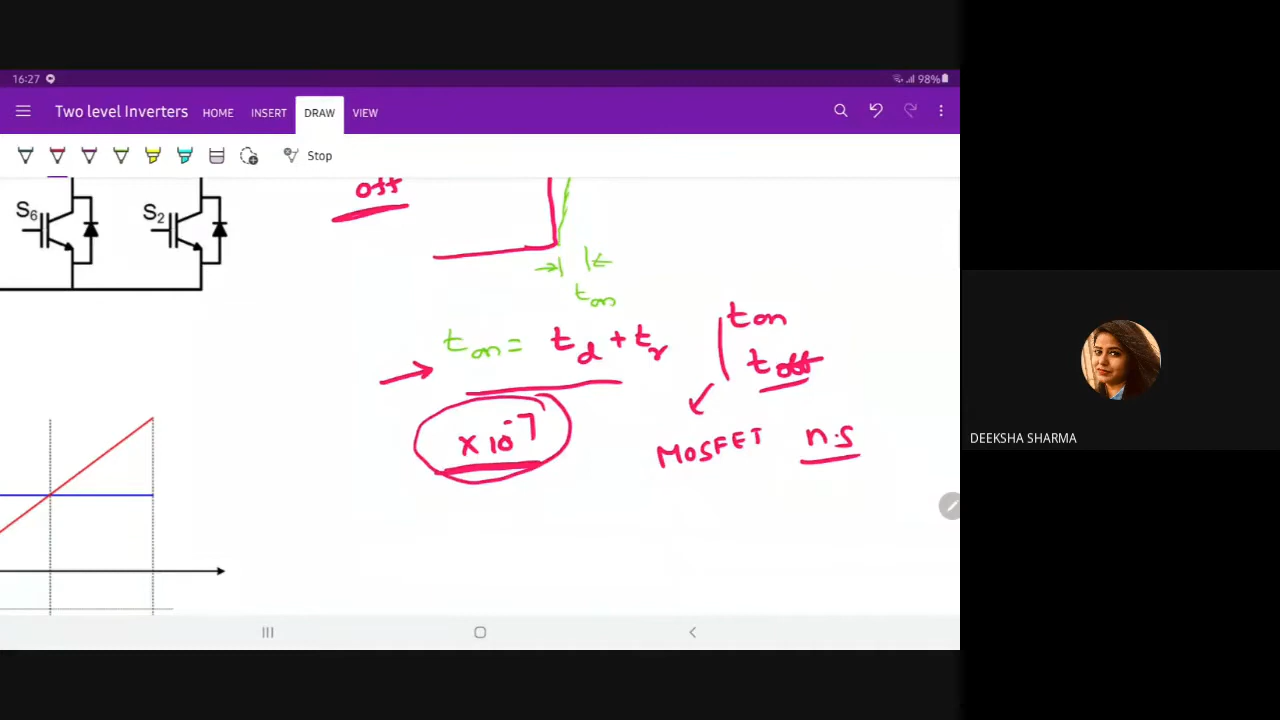 16:27
98%
Two level Inverters HOME INSERT DRAW VIEW
Stop
off
S6
S2
ton
ton = td + tr
ton
toff
× 10^-7
MOSFET n.s
DEEKSHA SHARMA